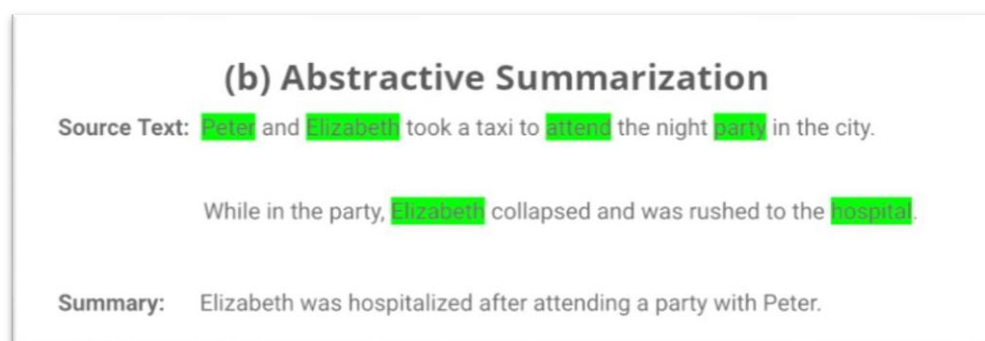 (b) Abstractive Summarization
Source Text: Peter and Elizabeth took a taxi to attend the night party in the city.
While in the party, Elizabeth collapsed and was rushed to the hospital.
Summary: Elizabeth was hospitalized after attending a party with Peter.